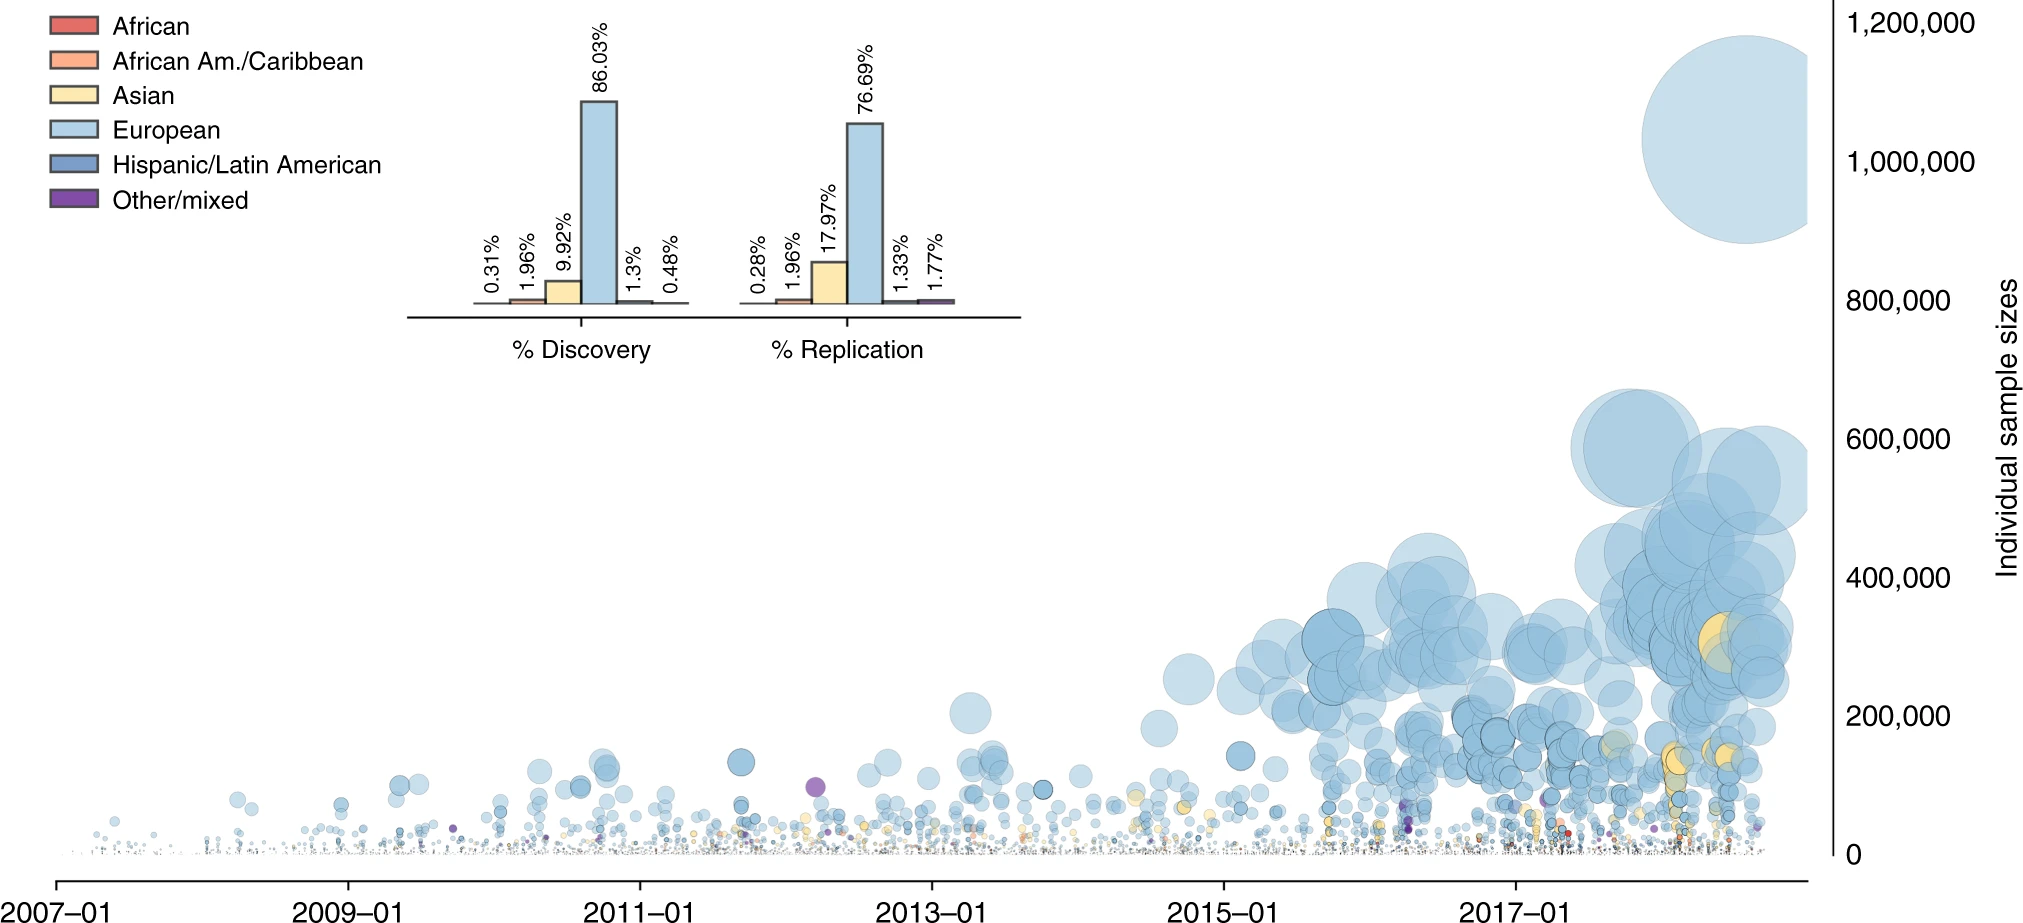 African
African Am./Caribbean
Asian
European
Hispanic/Latin American
Other/mixed
0.31%
1.96%
9.92%
86.03%
1.3%
0.48%
% Discovery
0.28%
1.96%
17.97%
76.69%
1.33%
1.77%
% Replication
1,200,000
1,000,000
800,000
600,000
400,000
200,000
0
Individual sample sizes
2007–01
2009–01
2011–01
2013–01
2015–01
2017–01